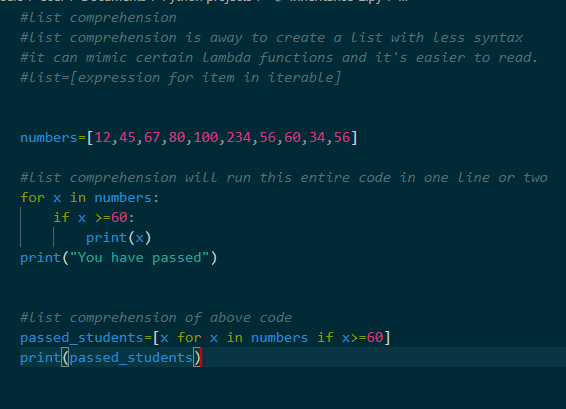 #list comprehension
#list comprehension is away to create a list with less syntax
#it can mimic certain lambda functions and it's easier to read.
#list=[expression for item in iterable]
numbers=[12,45,67,80,100,234,56,60,34,56]
#list comprehension will run this entire code in one line or two
for x in numbers:
    if x >=60:
        print(x)
print("You have passed")
#list comprehension of above code
passed_students=[x for x in numbers if x>=60]
print(passed_students)